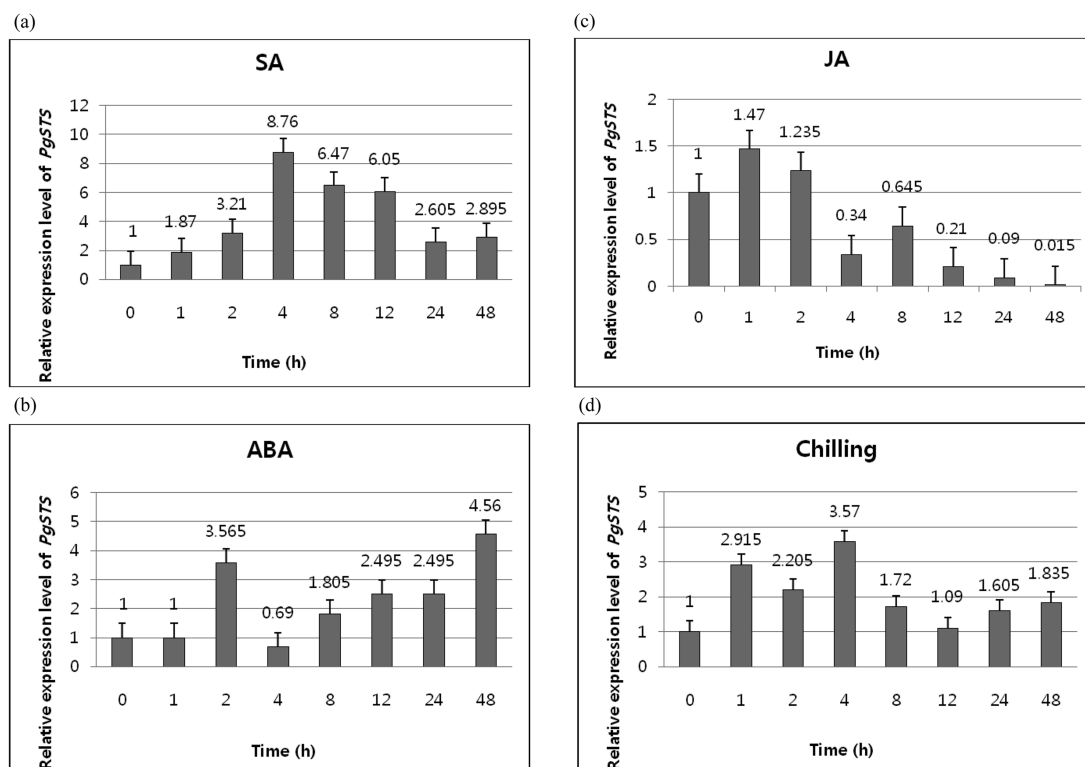 (a)
SA
Relative expression level of PgSTS
12
10
8
6
4
2
0
1
1.87
3.21
8.76
6.47
6.05
2.605
2.895
0 1 2 4 8 12 24 48
Time (h)
(c)
JA
Relative expression level of PgSTS
2
1.5
1
0.5
0
1
1.47
1.235
0.34
0.645
0.21
0.09
0.015
0 1 2 4 8 12 24 48
Time (h)
(b)
ABA
Relative expression level of PgSTS
6
5
4
3
2
1
0
1
1
3.565
0.69
1.805
2.495
2.495
4.56
0 1 2 4 8 12 24 48
Time (h)
(d)
Chilling
Relative expression level of PgSTS
5
4
3
2
1
0
1
2.915
2.205
3.57
1.72
1.09
1.605
1.835
0 1 2 4 8 12 24 48
Time (h)